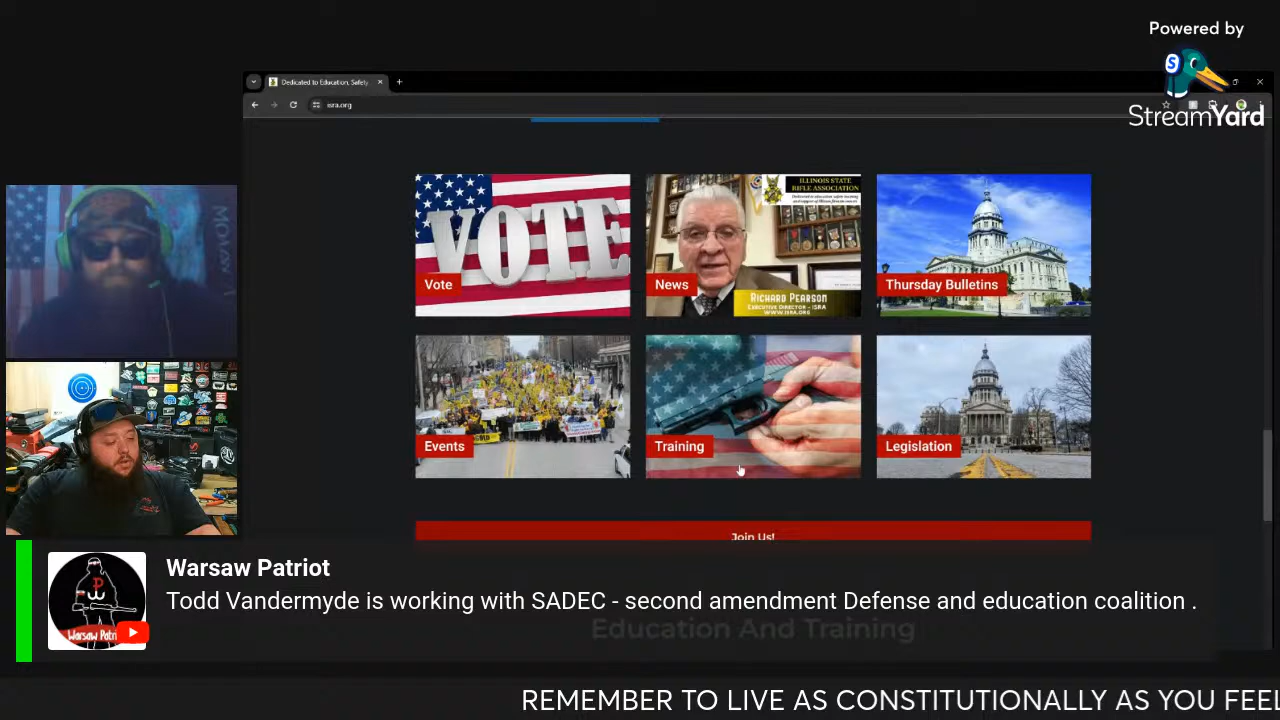 Powered by
StreamYard
Dedicated to Education, Safety
isra.org
VOTE
Vote
ILLINOIS STATE
RIFLE ASSOCIATION
News
RICHARD PEARSON
EXECUTIVE DIRECTOR - ISRA
WWW.ISRA.ORG
Thursday Bulletins
Events
Training
Legislation
Join Us!
Warsaw Patriot
Todd Vandermyde is working with SADEC - second amendment Defense and education coalition .
Education And Training
REMEMBER TO LIVE AS CONSTITUTIONALLY AS YOU FEEL